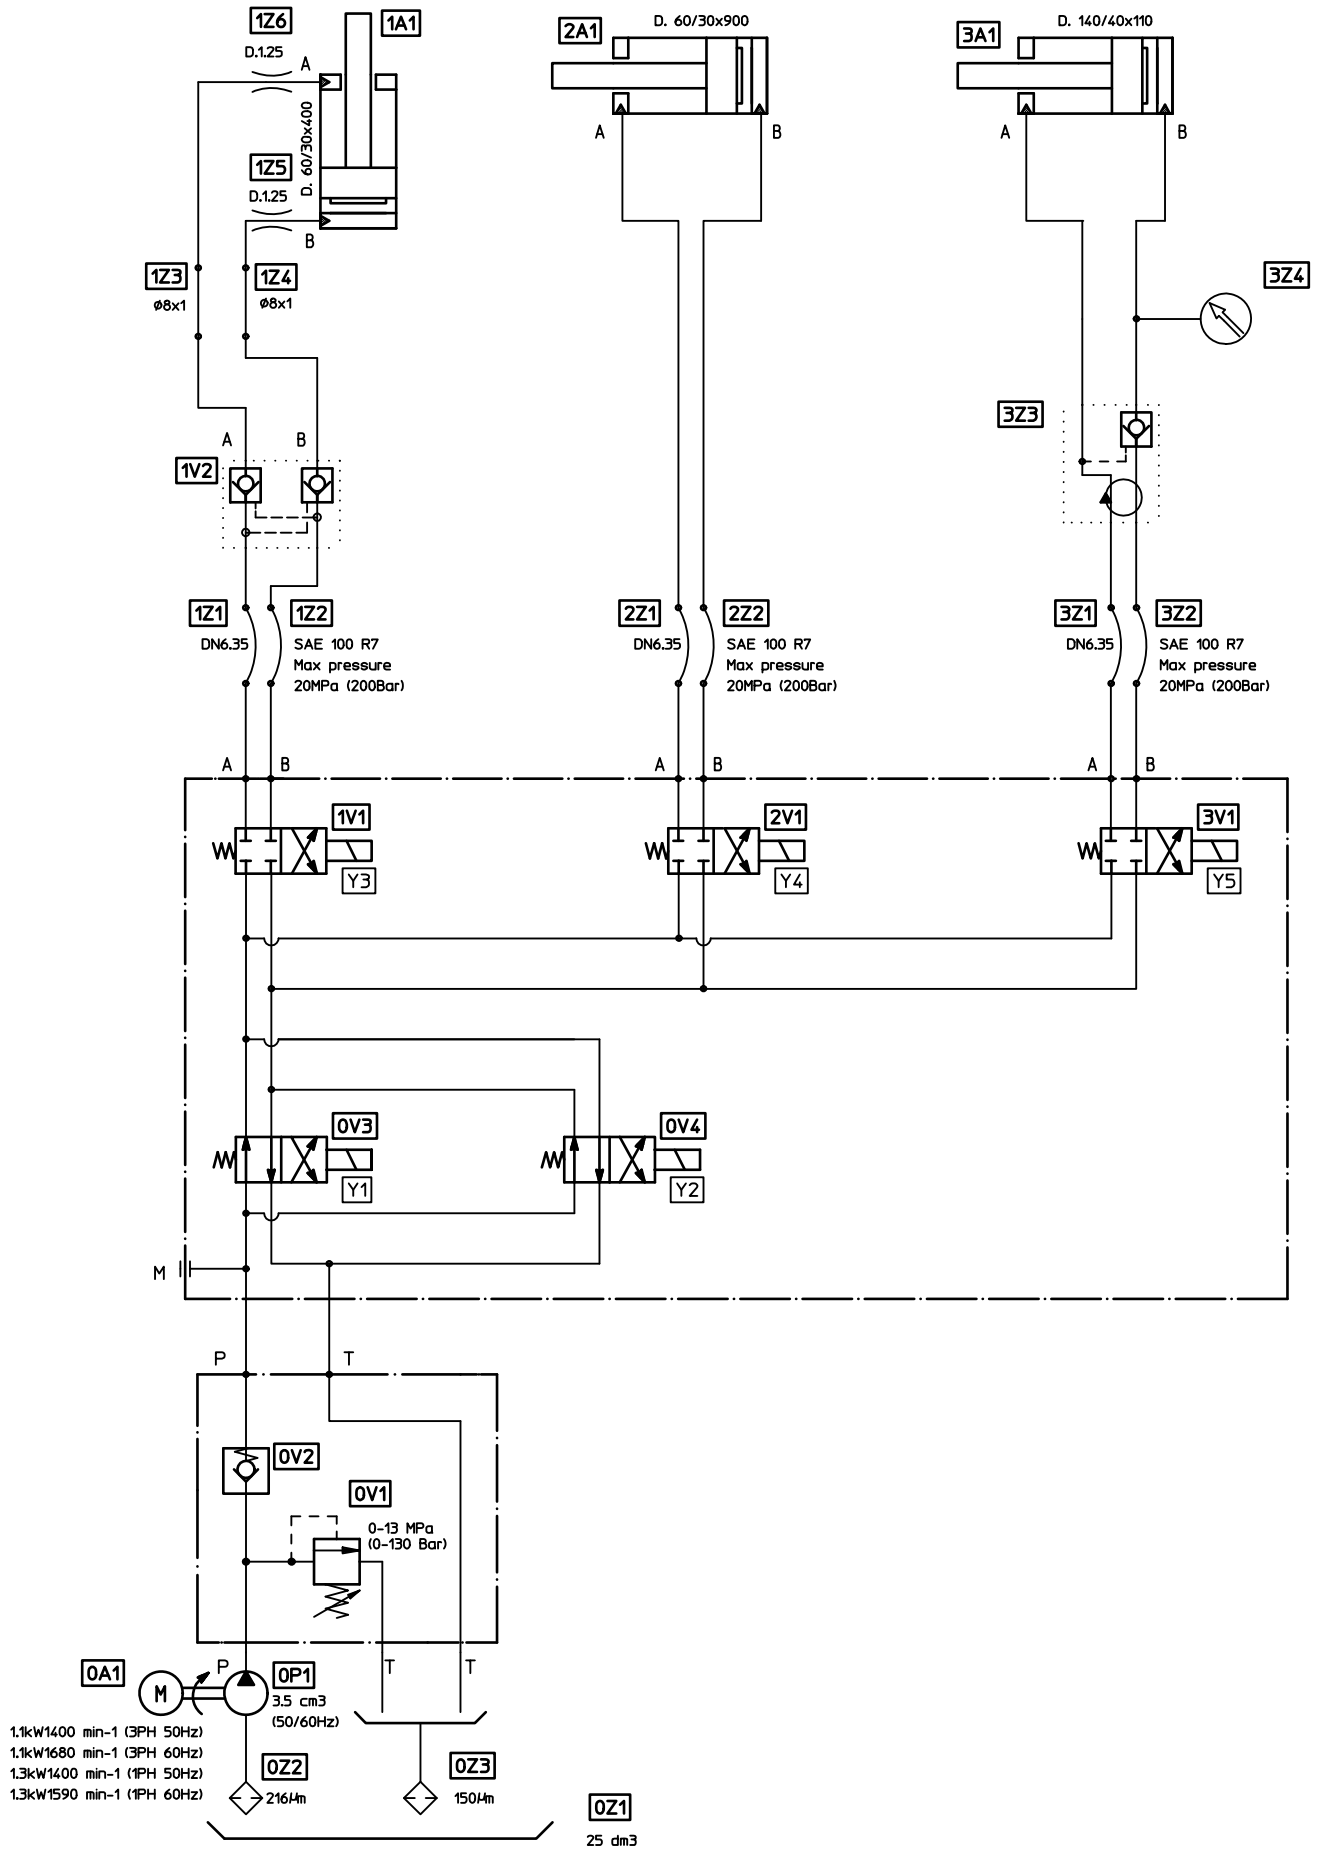 1Z6
1A1
D.1.25
A
D. 60/30x400
1Z5
D.1.25
B
1Z3
Ø8x1
1Z4
Ø8x1
2A1
D. 60/30x900
A
B
3A1
D. 140/40x110
A
B
3Z4
3Z3
A
B
1V2
1Z1
DN6.35
1Z2
SAE 100 R7
Max pressure
20MPa (200Bar)
2Z1
DN6.35
2Z2
SAE 100 R7
Max pressure
20MPa (200Bar)
3Z1
DN6.35
3Z2
SAE 100 R7
Max pressure
20MPa (200Bar)
A
B
A
B
A
B
1V1
Y3
2V1
Y4
3V1
Y5
0V3
Y1
0V4
Y2
M
P
T
0V2
0V1
0-13 MPa
(0-130 Bar)
0A1
M
P
0P1
3.5 cm3
(50/60Hz)
T
T
1.1kW1400 min-1 (3PH 50Hz)
1.1kW1680 min-1 (3PH 60Hz)
1.3kW1400 min-1 (1PH 50Hz)
1.3kW1590 min-1 (1PH 60Hz)
0Z2
216µm
0Z3
150µm
0Z1
25 dm3